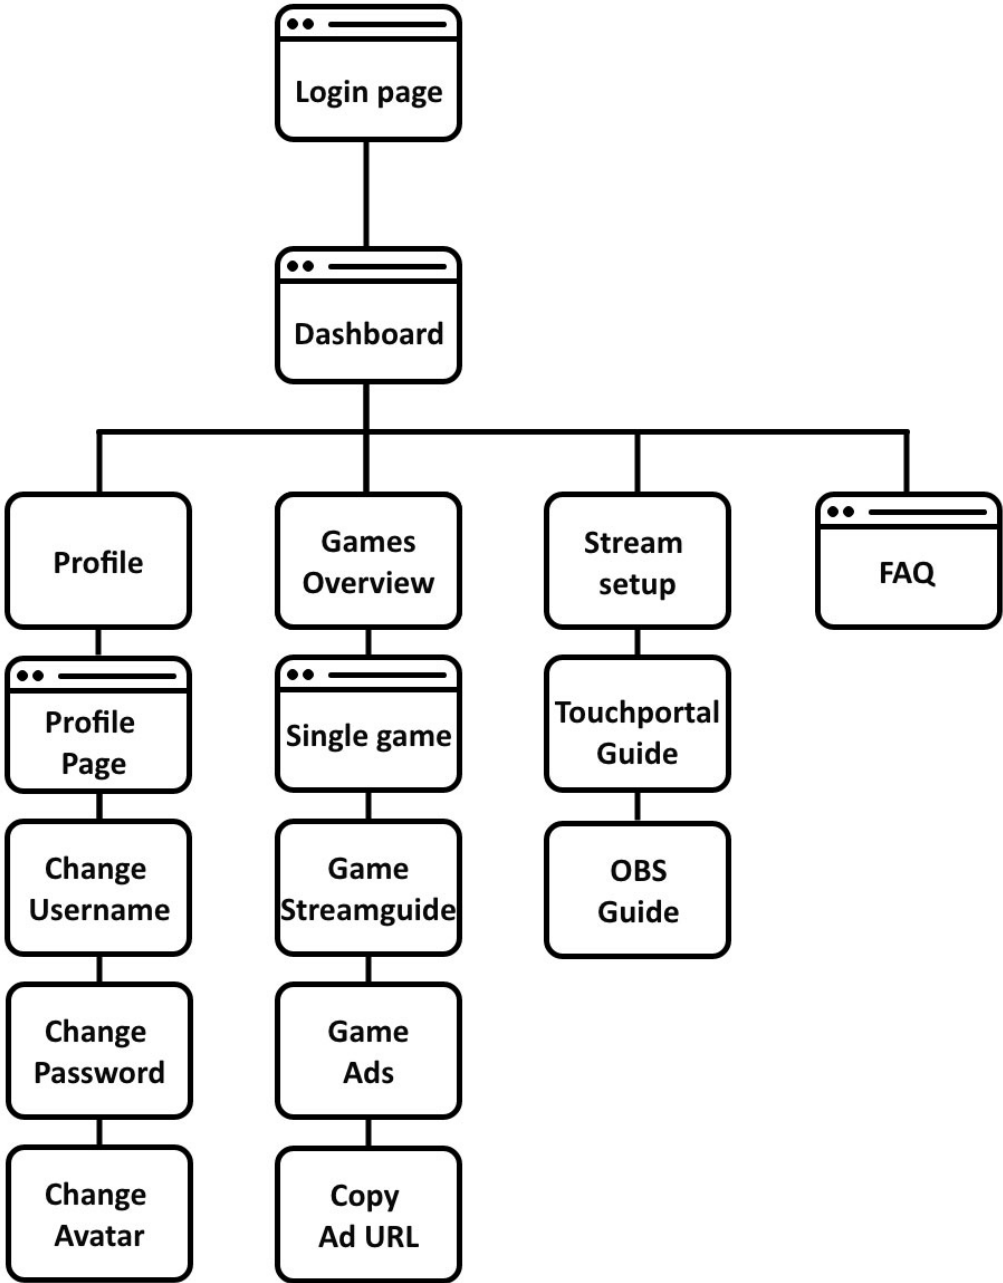 Login page
Dashboard
Profile
Games
Overview
Stream
setup
FAQ
Profile
Page
Single game
Touchportal
Guide
Change
Username
Game
Streamguide
OBS
Guide
Change
Password
Game
Ads
Change
Avatar
Copy
Ad URL